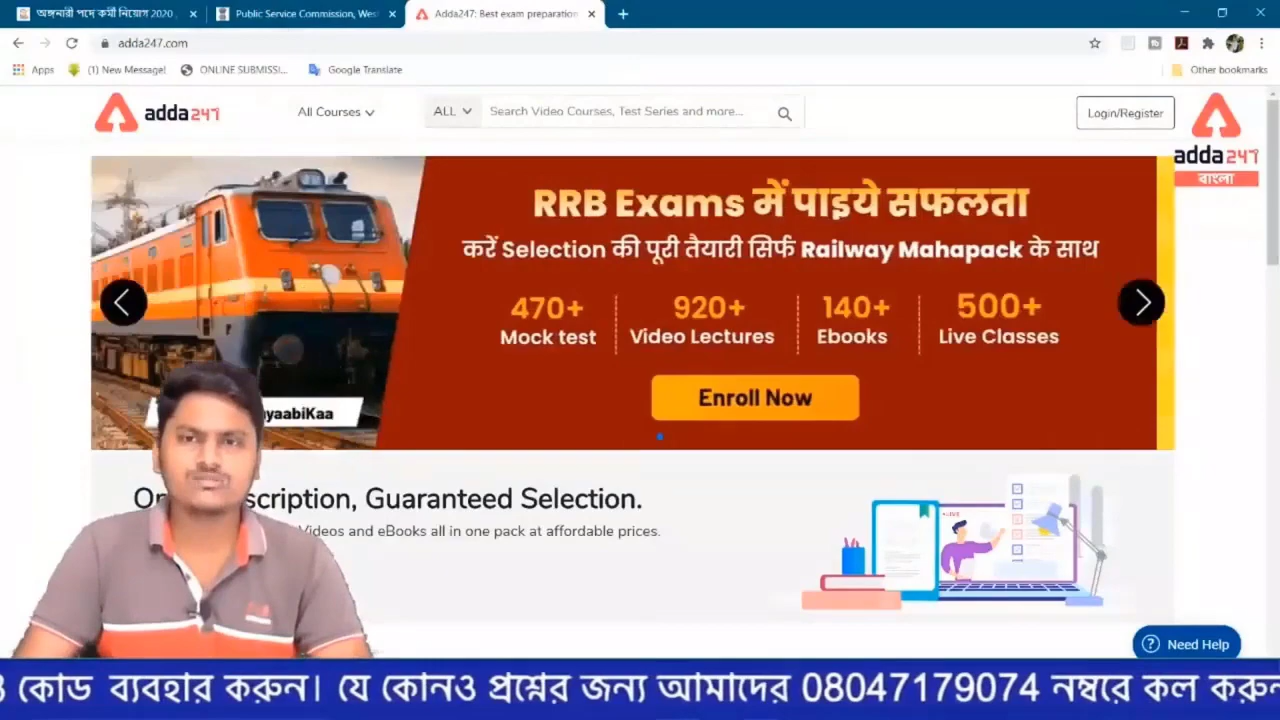 অঙ্গনারী পদে কর্মী নিয়োগ 2020
Public Service Commission, Wes
Adda247: Best exam preparation
adda247.com
Apps
(1) New Message!
ONLINE SUBMISSI...
Google Translate
Other bookmarks
adda247
All Courses
ALL
Search Video Courses, Test Series and more...
Login/Register
adda247
বাংলা
RRB Exams में पाइये सफलता
करें Selection की पूरी तैयारी सिर्फ Railway Mahapack के साथ
470+
Mock test
920+
Video Lectures
140+
Ebooks
500+
Live Classes
Enroll Now
yaabiKaa
scription, Guaranteed Selection.
Videos and eBooks all in one pack at affordable prices.
Need Help
কোড ব্যবহার করুন। যে কোনও প্রশ্নের জন্য আমাদের 08047179074 নম্বরে কল করুন